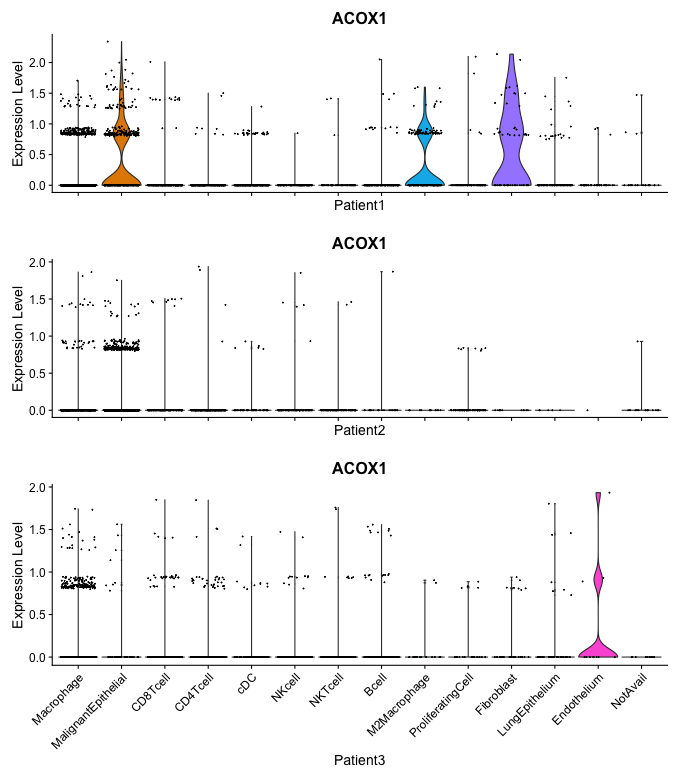 ACOX1
Expression Level
2.0
1.5
1.0
0.5
0.0
Patient1
ACOX1
Expression Level
2.0
1.5
1.0
0.5
0.0
Patient2
ACOX1
Expression Level
2.0
1.5
1.0
0.5
0.0
Macrophage
MalignantEpithelial
CD8Tcell
CD4Tcell
cDC
NKcell
NKTcell
Bcell
M2Macrophage
ProliferatingCell
Fibroblast
LungEpithelium
Endothelium
NotAvail
Patient3